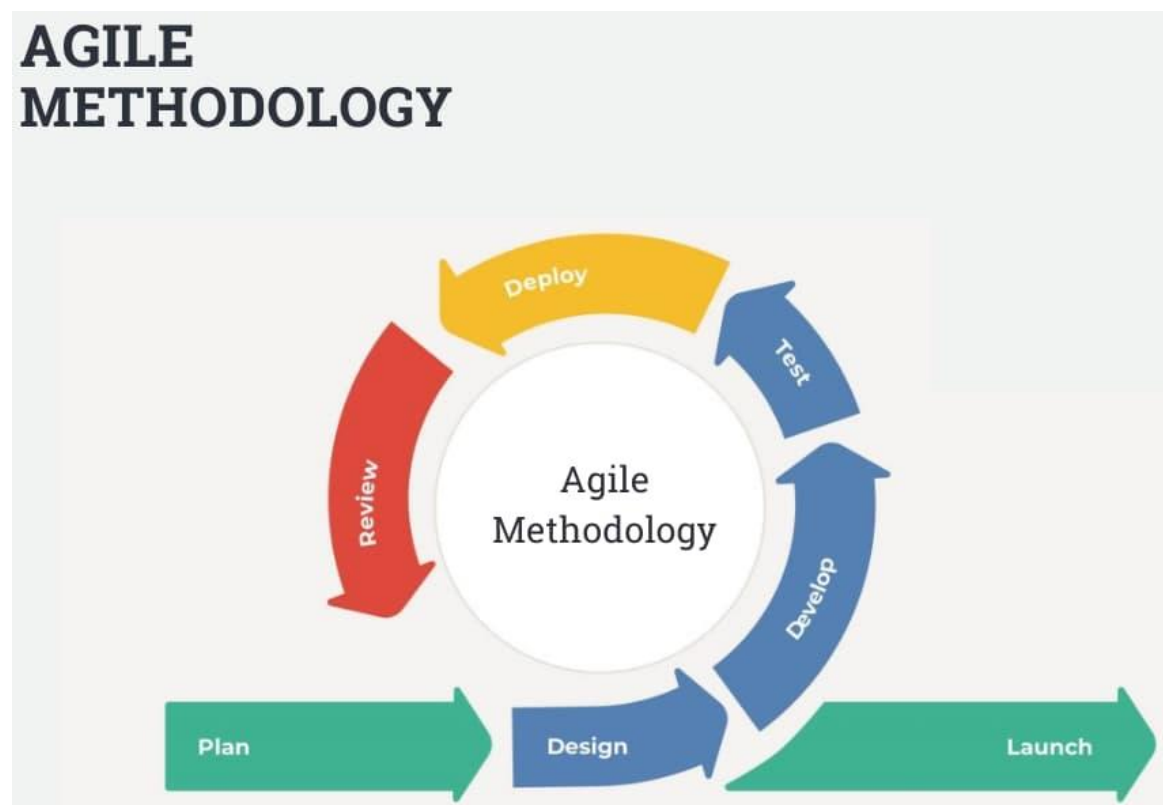 AGILE
METHODOLOGY
Deploy
Test
Review
Agile
Methodology
Develop
Plan
Design
Launch